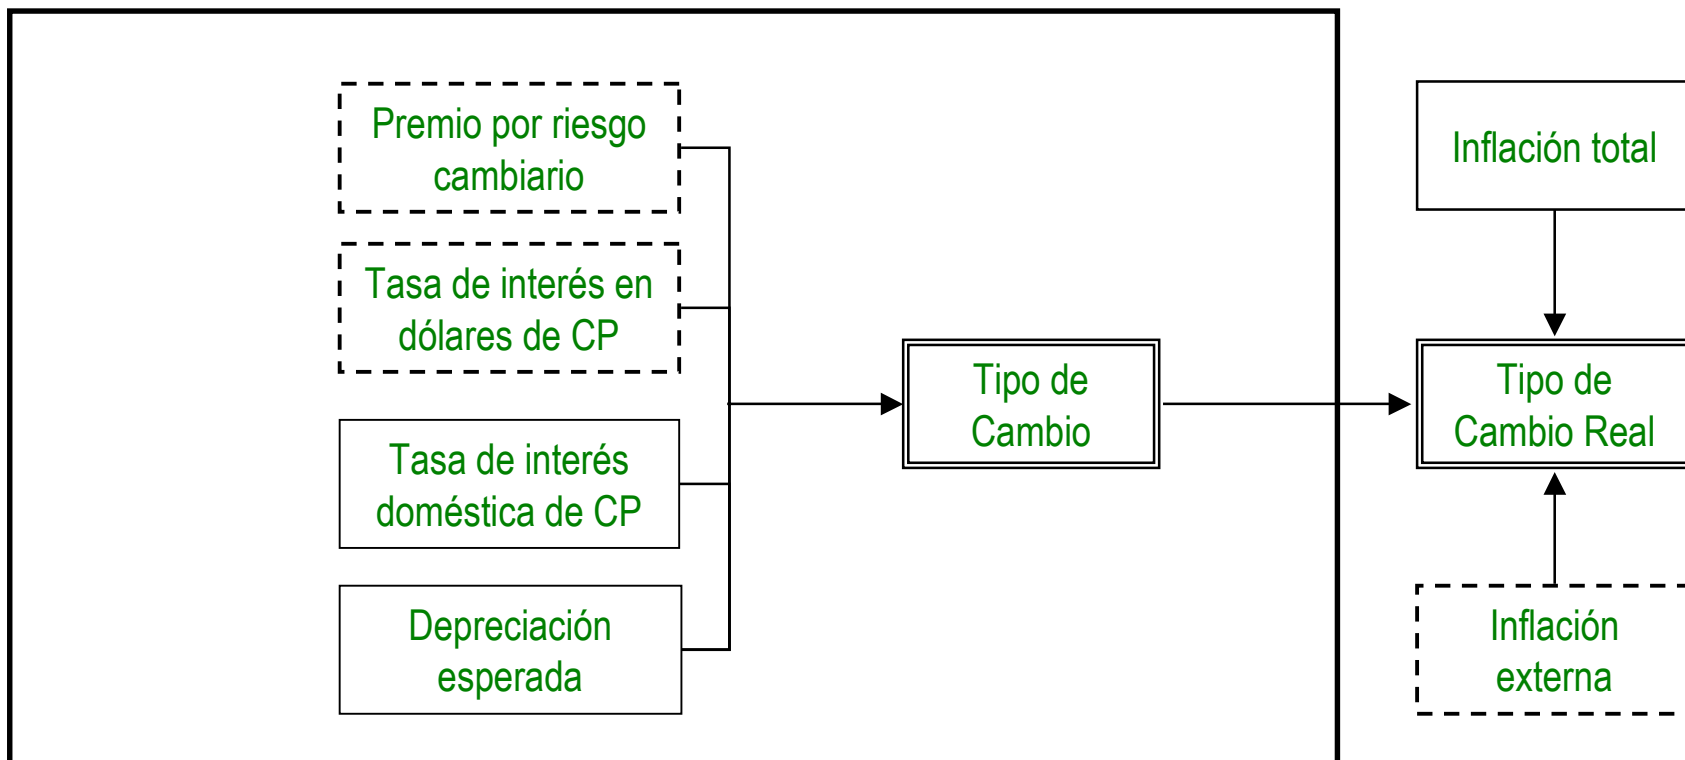 Premio por riesgo
cambiario
Tasa de interés en
dólares de CP
Tasa de interés
doméstica de CP
Depreciación
esperada
Tipo de
Cambio
Inflación total
Tipo de
Cambio Real
Inflación
externa